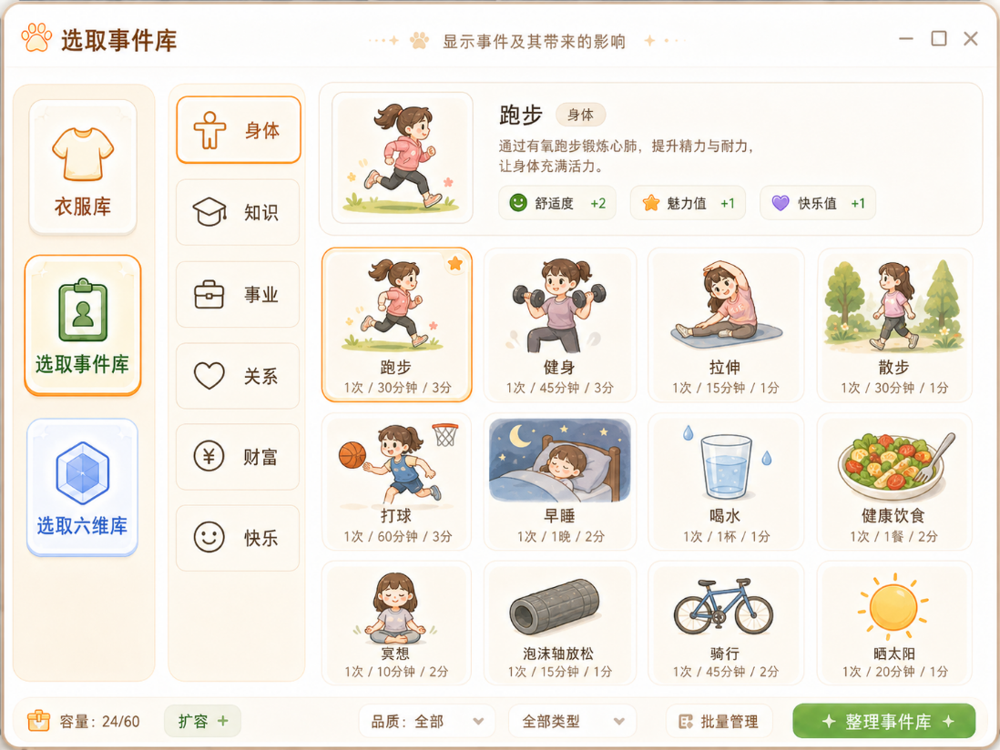 选取事件库
显示事件及其带来的影响
衣服库
选取事件库
选取六维库
身体
知识
事业
关系
¥
财富
快乐
跑步 身体
通过有氧跑步锻炼心肺，提升精力与耐力，
让身体充满活力。
舒适度 +2 魅力值 +1 快乐值 +1
跑步
1次 / 30分钟 / 3分
健身
1次 / 45分钟 / 3分
拉伸
1次 / 15分钟 / 1分
散步
1次 / 30分钟 / 1分
打球
1次 / 60分钟 / 3分
早睡
1次 / 1晚 / 2分
喝水
1次 / 1杯 / 1分
健康饮食
1次 / 1餐 / 2分
冥想
1次 / 10分钟 / 2分
泡沫轴放松
1次 / 15分钟 / 1分
骑行
1次 / 45分钟 / 2分
晒太阳
1次 / 20分钟 / 1分
容量：24/60 扩容 + 品质：全部 全部类型 批量管理 整理事件库